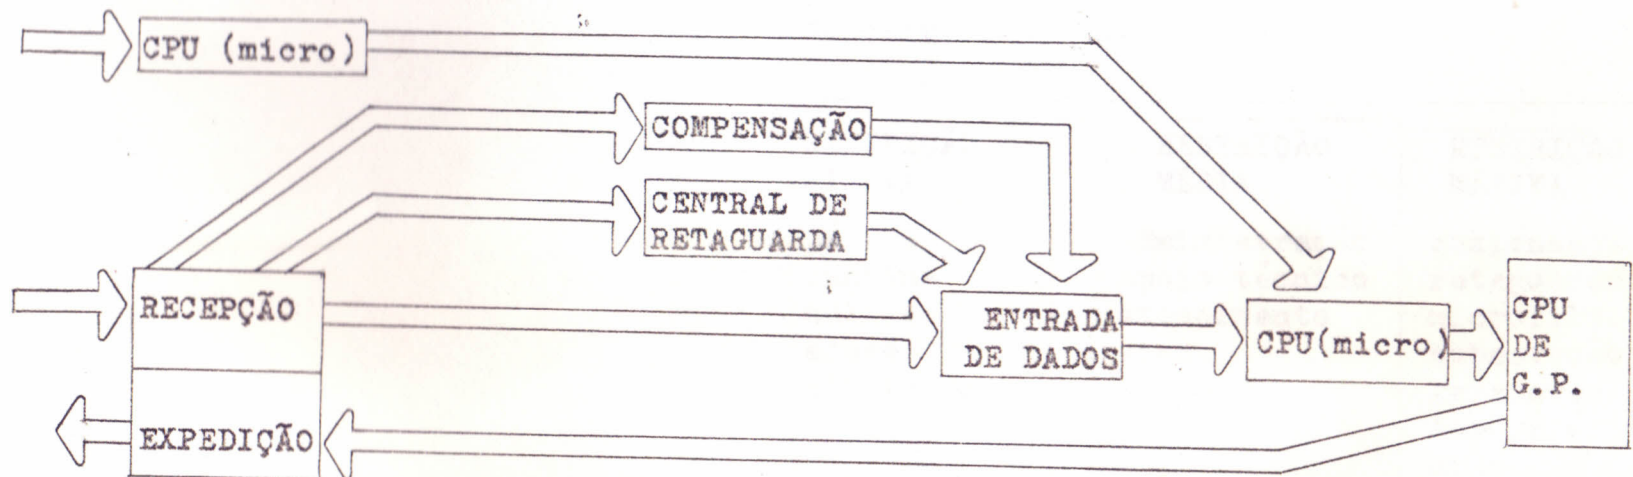 CPU (micro)
COMPENSAÇÃO
CENTRAL DE
RETAGUARDA
RECEPÇÃO
ENTRADA
DE DADOS
CPU(micro)
CPU
DE
G.P.
EXPEDIÇÃO